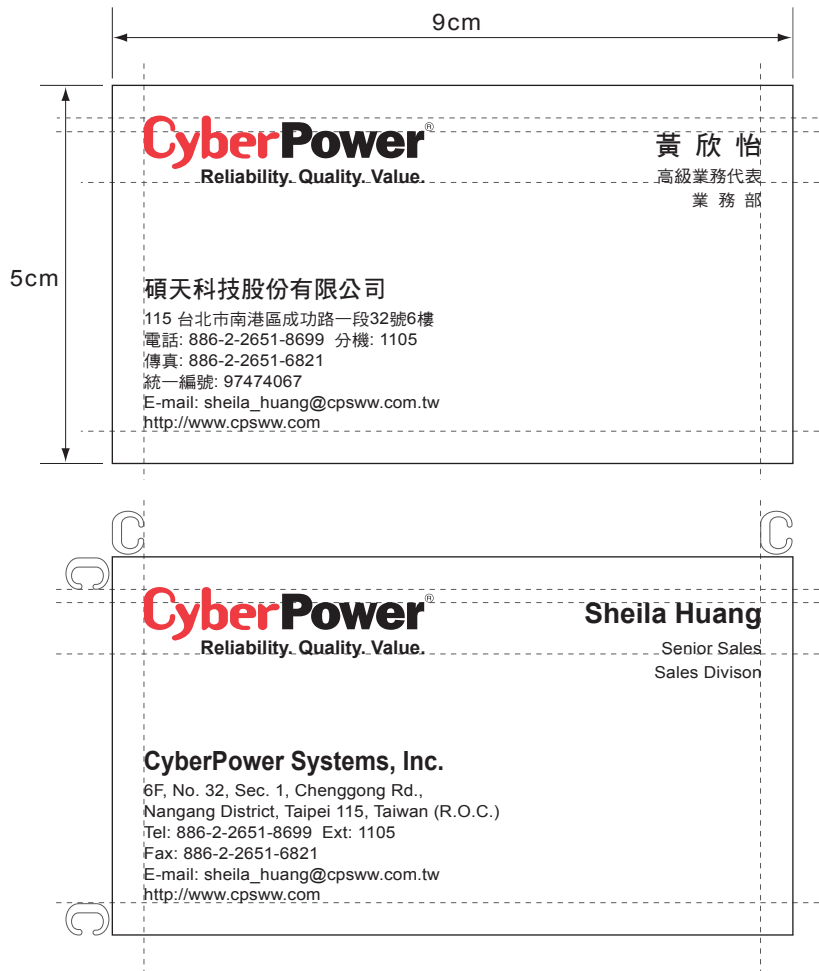 9cm
5cm
CyberPower®
Reliability. Quality. Value.
黃欣怡
高級業務代表
業務部
碩天科技股份有限公司
115 台北市南港區成功路一段32號6樓
電話: 886-2-2651-8699 分機: 1105
傳真: 886-2-2651-6821
統一編號: 97474067
E-mail: sheila_huang@cpsww.com.tw
http://www.cpsww.com
C
C
C
CyberPower®
Reliability. Quality. Value.
Sheila Huang
Senior Sales
Sales Divison
CyberPower Systems, Inc.
6F, No. 32, Sec. 1, Chenggong Rd.,
Nangang District, Taipei 115, Taiwan (R.O.C.)
Tel: 886-2-2651-8699 Ext: 1105
Fax: 886-2-2651-6821
E-mail: sheila_huang@cpsww.com.tw
http://www.cpsww.com
C